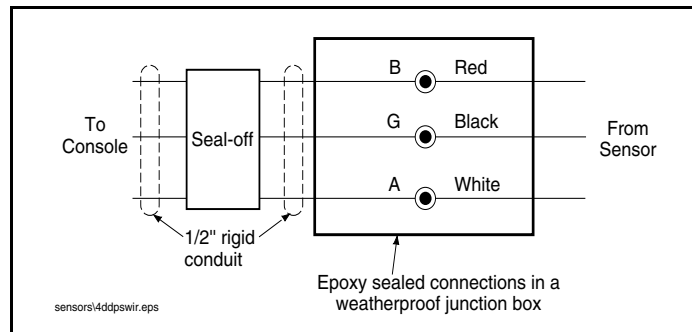 B Red
To
Console
Seal-off
G Black
From
Sensor
A White
1/2" rigid
conduit
Epoxy sealed connections in a
weatherproof junction box
sensors\4ddpswir.eps